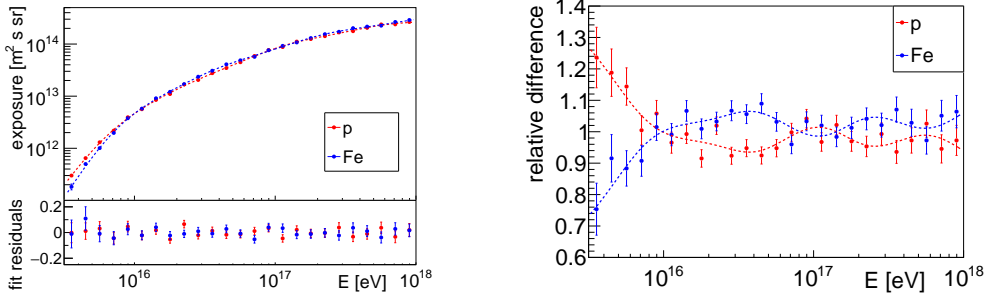 exposure [m² s sr]
10¹⁴
10¹³
10¹²
p
Fe
fit residuals
0.2
0
−0.2
10¹⁶
10¹⁷
E [eV]
10¹⁸
relative difference
1.4
1.3
1.2
1.1
1
0.9
0.8
0.7
0.6
p
Fe
10¹⁶
10¹⁷
E [eV]
10¹⁸